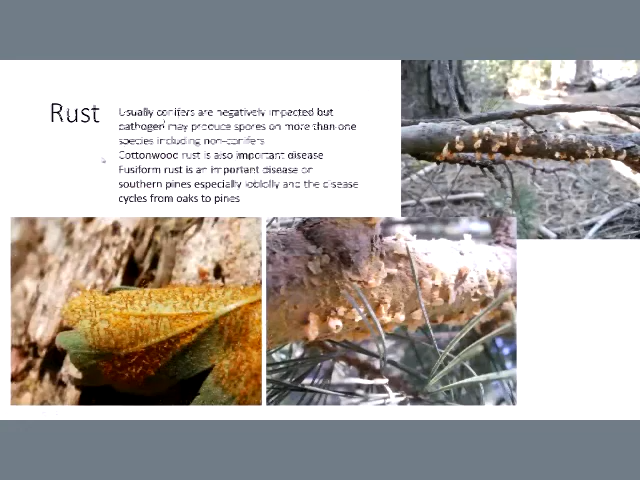 Rust
Usually conifers are negatively impacted but
pathogen may produce spores on more than one
species including non-conifers
Cottonwood rust is also important disease
Fusiform rust is an important disease on
southern pines especially loblolly and the disease
cycles from oaks to pines